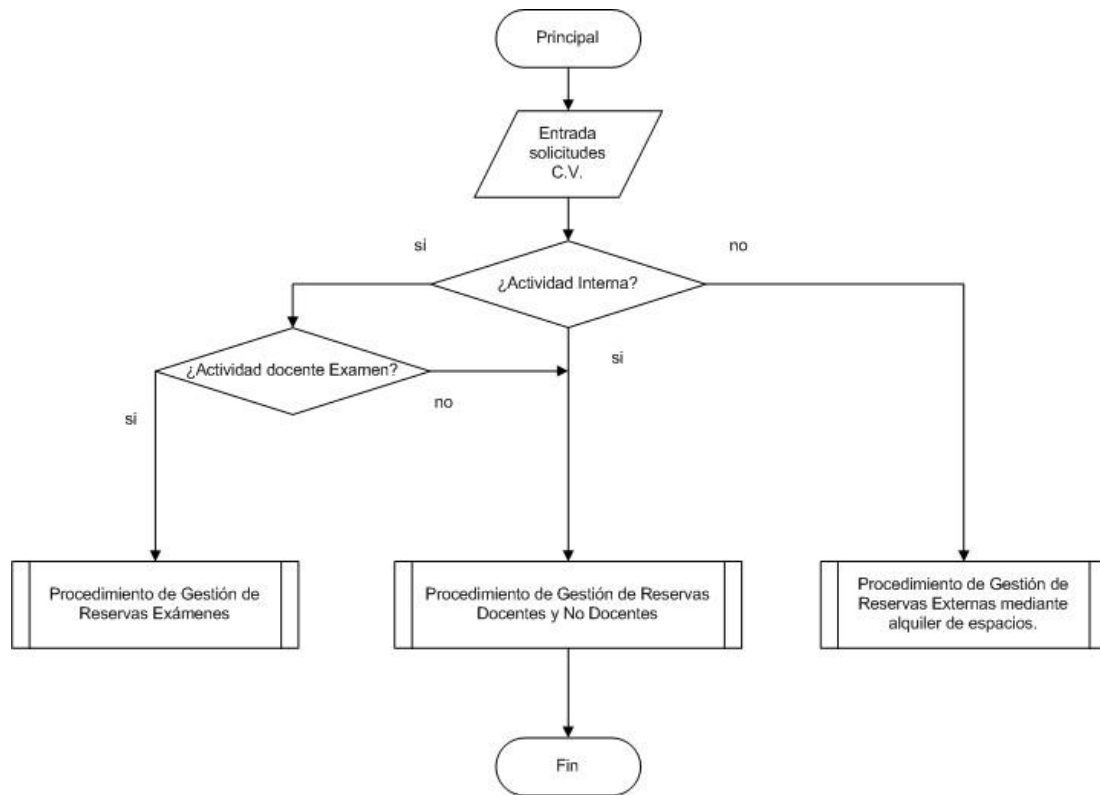 Principal
Entrada
solicitudes
C.V.
si
no
¿Actividad Interna?
si
¿Actividad docente Examen?
si
no
Procedimiento de Gestión de
Reservas Exámenes
Procedimiento de Gestión de Reservas
Docentes y No Docentes
Procedimiento de Gestión de
Reservas Externas mediante
alquiler de espacios.
Fin